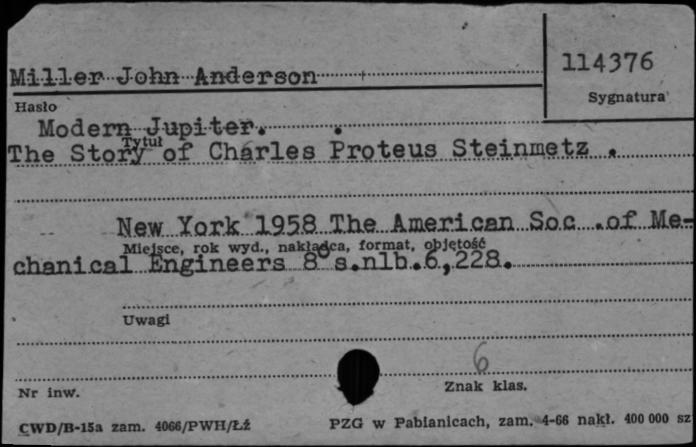 Miller John Anderson
114376
Sygnatura
Hasło
Modern Jupiter.
Tytuł
The Story of Charles Proteus Steinmetz .
New York 1958 The American Soc .of Me-
Miejsce, rok wyd., nakładca, format, objętość
chanical Engineers 8° s.nlb.6,228.
Uwagi
6
Nr inw.
Znak klas.
CWD/B-15a zam. 4066/PWH/Łź
PZG w Pabianicach, zam. 4-66 nakł. 400 000 sz